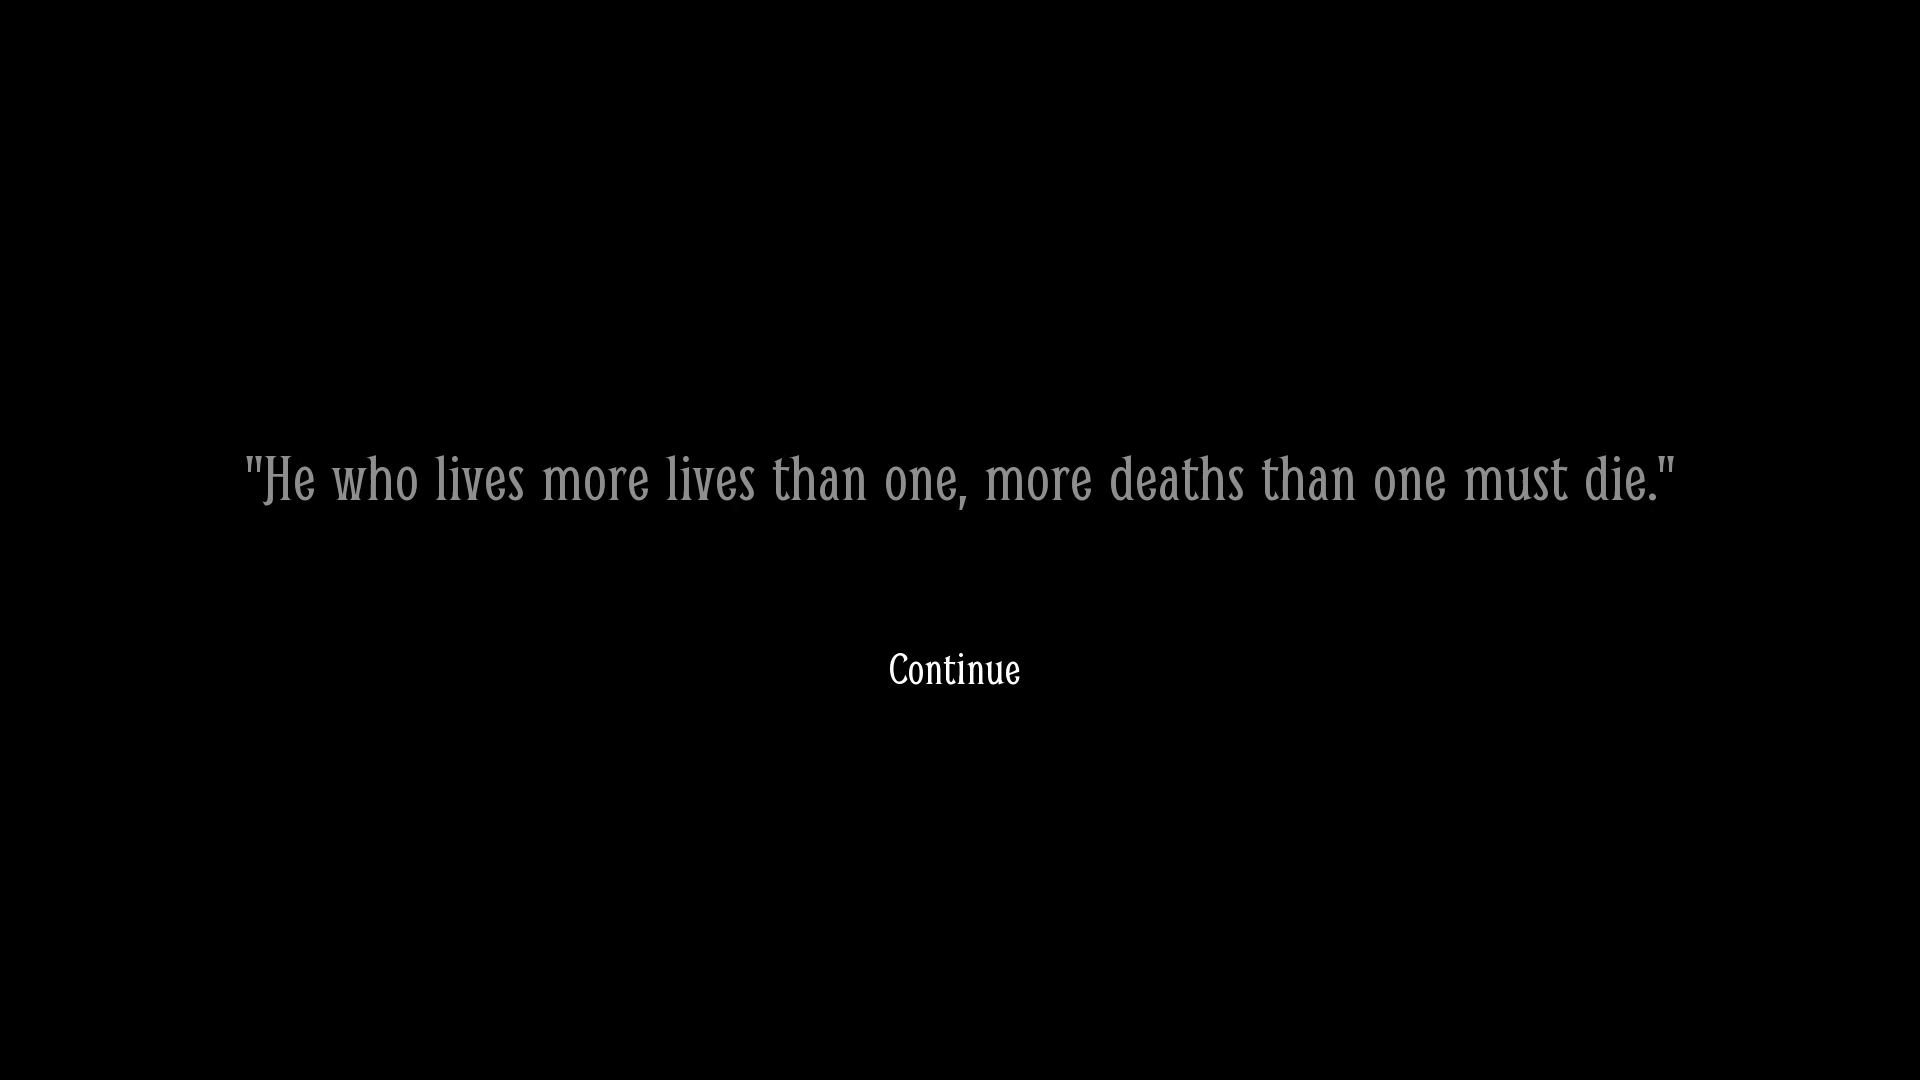 "He who lives more lives than one, more deaths than one must die."
Continue